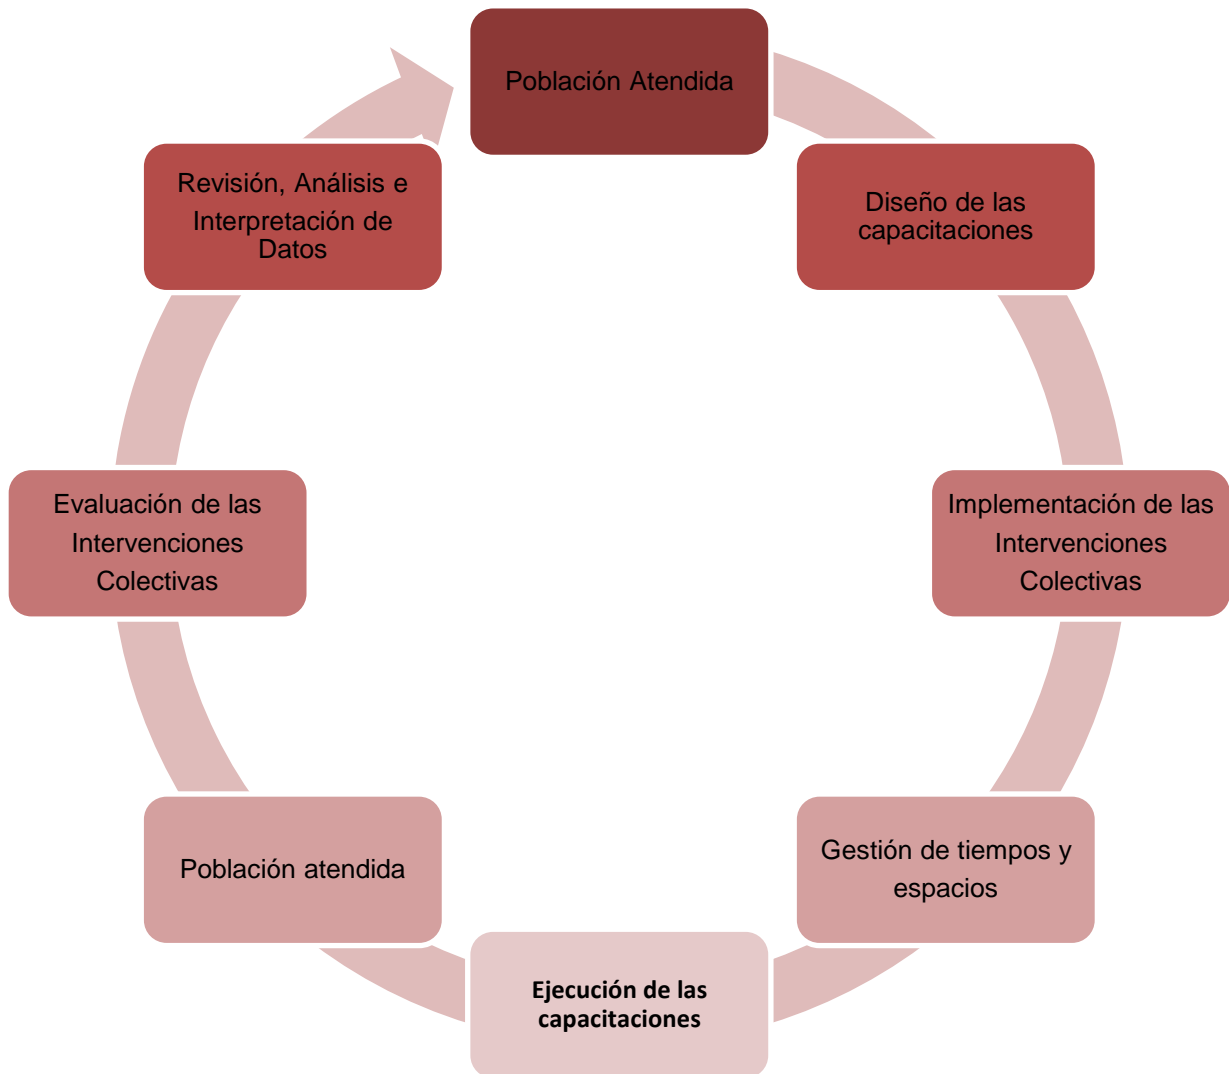 Población Atendida
Diseño de las
capacitaciones
Implementación de las
Intervenciones
Colectivas
Gestión de tiempos y
espacios
Ejecución de las
capacitaciones
Población atendida
Evaluación de las
Intervenciones
Colectivas
Revisión, Análisis e
Interpretación de
Datos